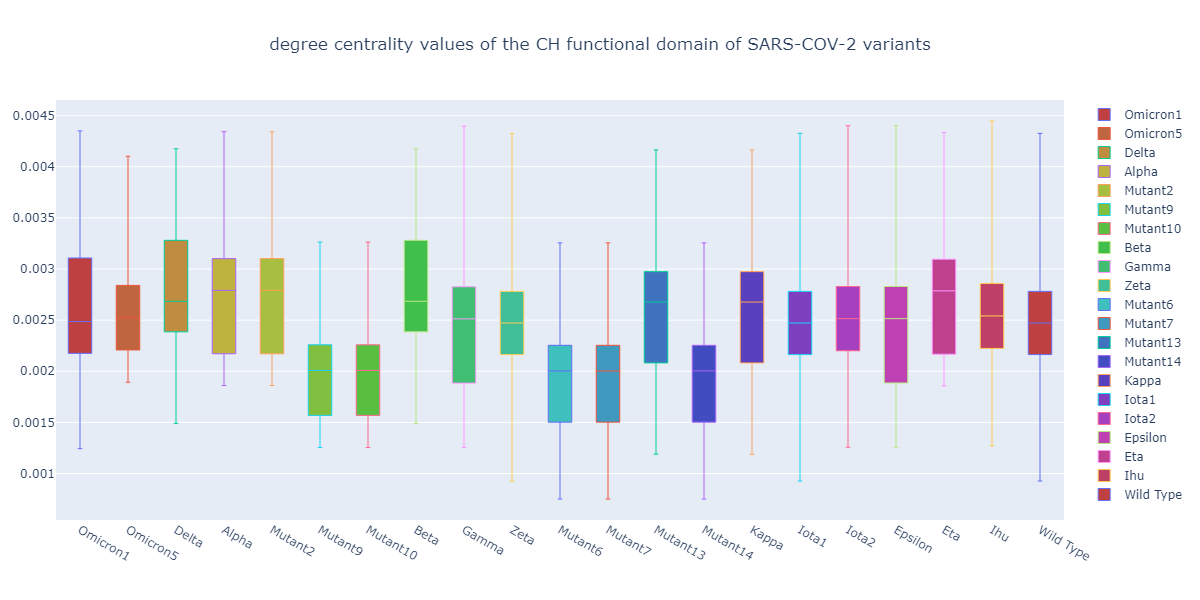 degree centrality values of the CH functional domain of SARS-COV-2 variants
0.0045
0.004
0.0035
0.003
0.0025
0.002
0.0015
0.001
Omicron1
Omicron5
Delta
Alpha
Mutant2
Mutant9
Mutant10
Beta
Gamma
Zeta
Mutant6
Mutant7
Mutant13
Mutant14
Kappa
Iota1
Iota2
Epsilon
Eta
Ihu
Wild Type
Omicron1
Omicron5
Delta
Alpha
Mutant2
Mutant9
Mutant10
Beta
Gamma
Zeta
Mutant6
Mutant7
Mutant13
Mutant14
Kappa
Iota1
Iota2
Epsilon
Eta
Ihu
Wild Type